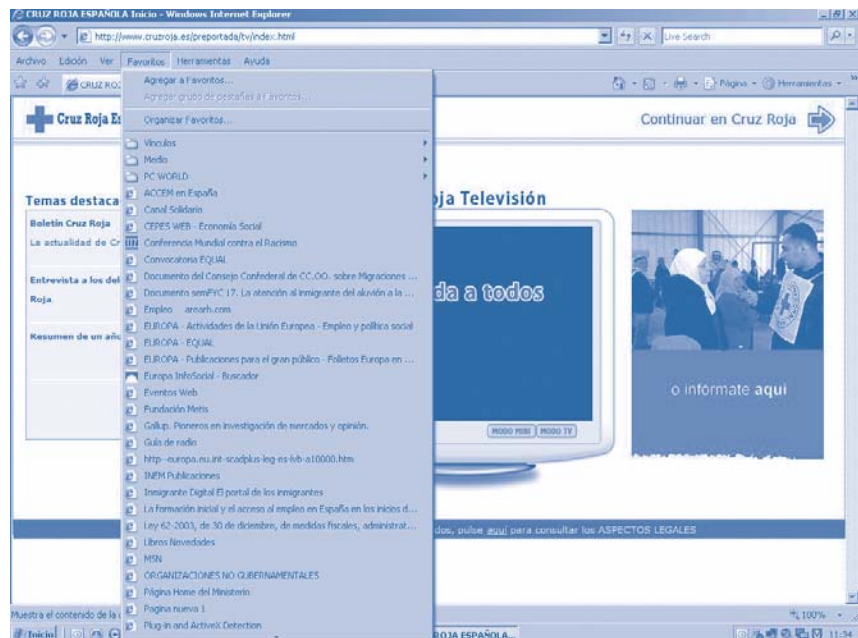 CRUZ ROJA ESPAÑOLA Inicio - Windows Internet Explorer
http://www.cruzroja.es/preportada/tv/index.html
Live Search
Archivo Edición Ver Favoritos Herramientas Ayuda
CRUZ RO
Página Herramientas
Agregar a Favoritos...
Agregar grupo de pestañas a Favoritos...
Organizar Favoritos...
Vínculos
Medio
PC WORLD
ACCEM en España
Canal Solidario
CEPES WEB - Economía Social
Conferencia Mundial contra el Racismo
Convocatoria EQUAL
Documento del Consejo Confederal de CC.OO. sobre Migraciones ...
Documento semFYC 17. La atención al inmigrante del aluvión a la ...
Empleo arearh.com
EUROPA - Actividades de la Unión Europea - Empleo y política social
EUROPA - EQUAL
EUROPA - Publicaciones para el gran público - Folletos Europa en ...
Europa InfoSocial - Buscador
Eventos Web
Fundación Metis
Gallup. Pioneros en investigación de mercados y opinión.
Guía de radio
http--europa.eu.int-scadplus-leg-es-lvb-a10000.htm
INEM Publicaciones
Inmigrante Digital El portal de los inmigrantes
La formación inicial y el acceso al empleo en España en los inicios d...
Ley 62-2003, de 30 de diciembre, de medidas fiscales, administrat...
Libros Novedades
MSN
ORGANIZACIONES NO GUBERNAMENTALES
Página Home del Ministerio
Pagina nueva 1
Plug-in and ActiveX Detection
Cruz Roja Es
Continuar en Cruz Roja
Temas destaca
Boletín Cruz Roja
La actualidad de Cr
Entrevista a los del
Roja
Resumen de un año
ja Televisión
da a todos
MODO MINI MODO TV
o infórmate aquí
dos, pulse aquí para consultar los ASPECTOS LEGALES
Muestra el contenido de la
100%
Inicio
ROJA ESPAÑOLA...
11:34